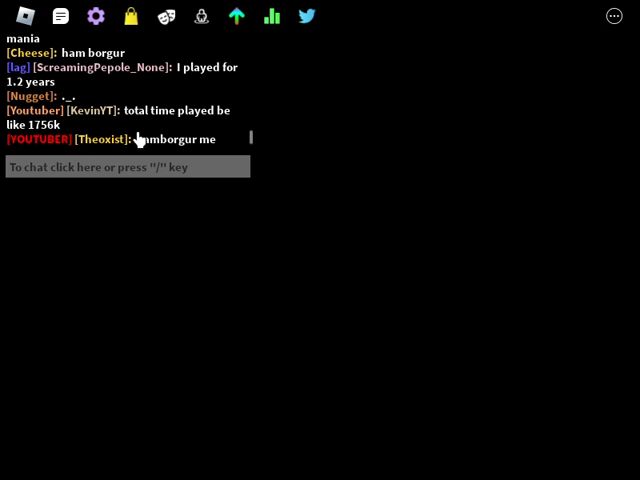 mania
[Cheese]: ham borgur
[lag] [ScreamingPepole_None]: I played for
1.2 years
[Nugget]: ._.
[Youtuber] [KevinYT]: total time played be
like 1756k
[YOUTUBER] [Theoxist]: me
To chat click here or press "/" key